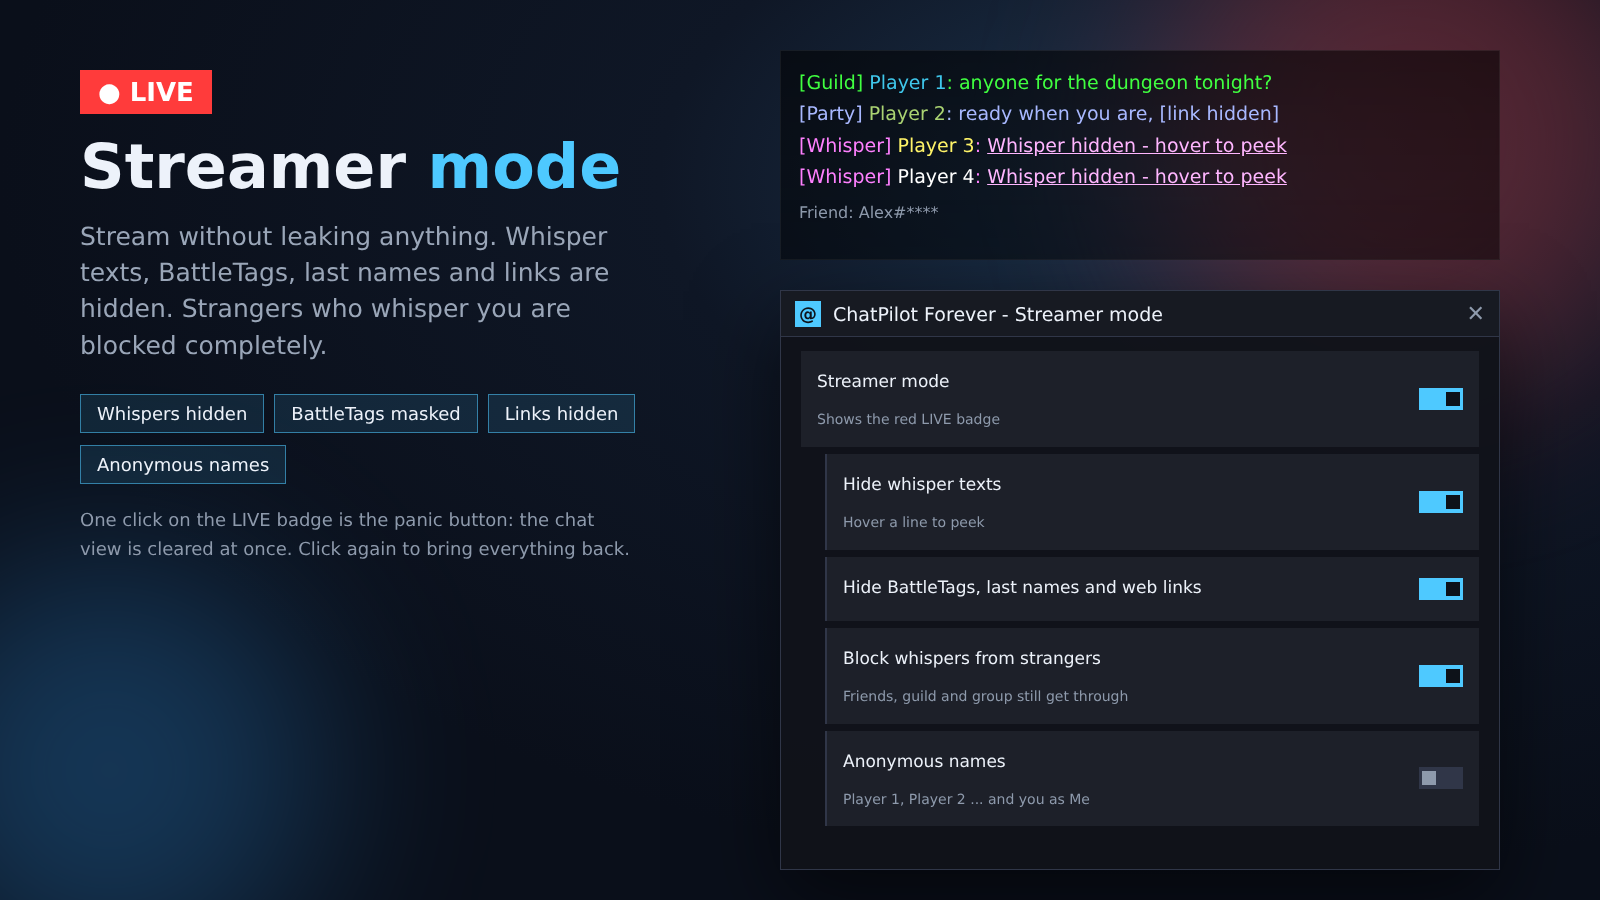 ● LIVE
Streamer mode
Stream without leaking anything. Whisper
texts, BattleTags, last names and links are
hidden. Strangers who whisper you are
blocked completely.
Whispers hidden
BattleTags masked
Links hidden
Anonymous names
One click on the LIVE badge is the panic button: the chat
view is cleared at once. Click again to bring everything back.
[Guild] Player 1: anyone for the dungeon tonight?
[Party] Player 2: ready when you are, [link hidden]
[Whisper] Player 3: Whisper hidden - hover to peek
[Whisper] Player 4: Whisper hidden - hover to peek
Friend: Alex#****
@ ChatPilot Forever - Streamer mode ✕
Streamer mode
Shows the red LIVE badge
Hide whisper texts
Hover a line to peek
Hide BattleTags, last names and web links
Block whispers from strangers
Friends, guild and group still get through
Anonymous names
Player 1, Player 2 ... and you as Me